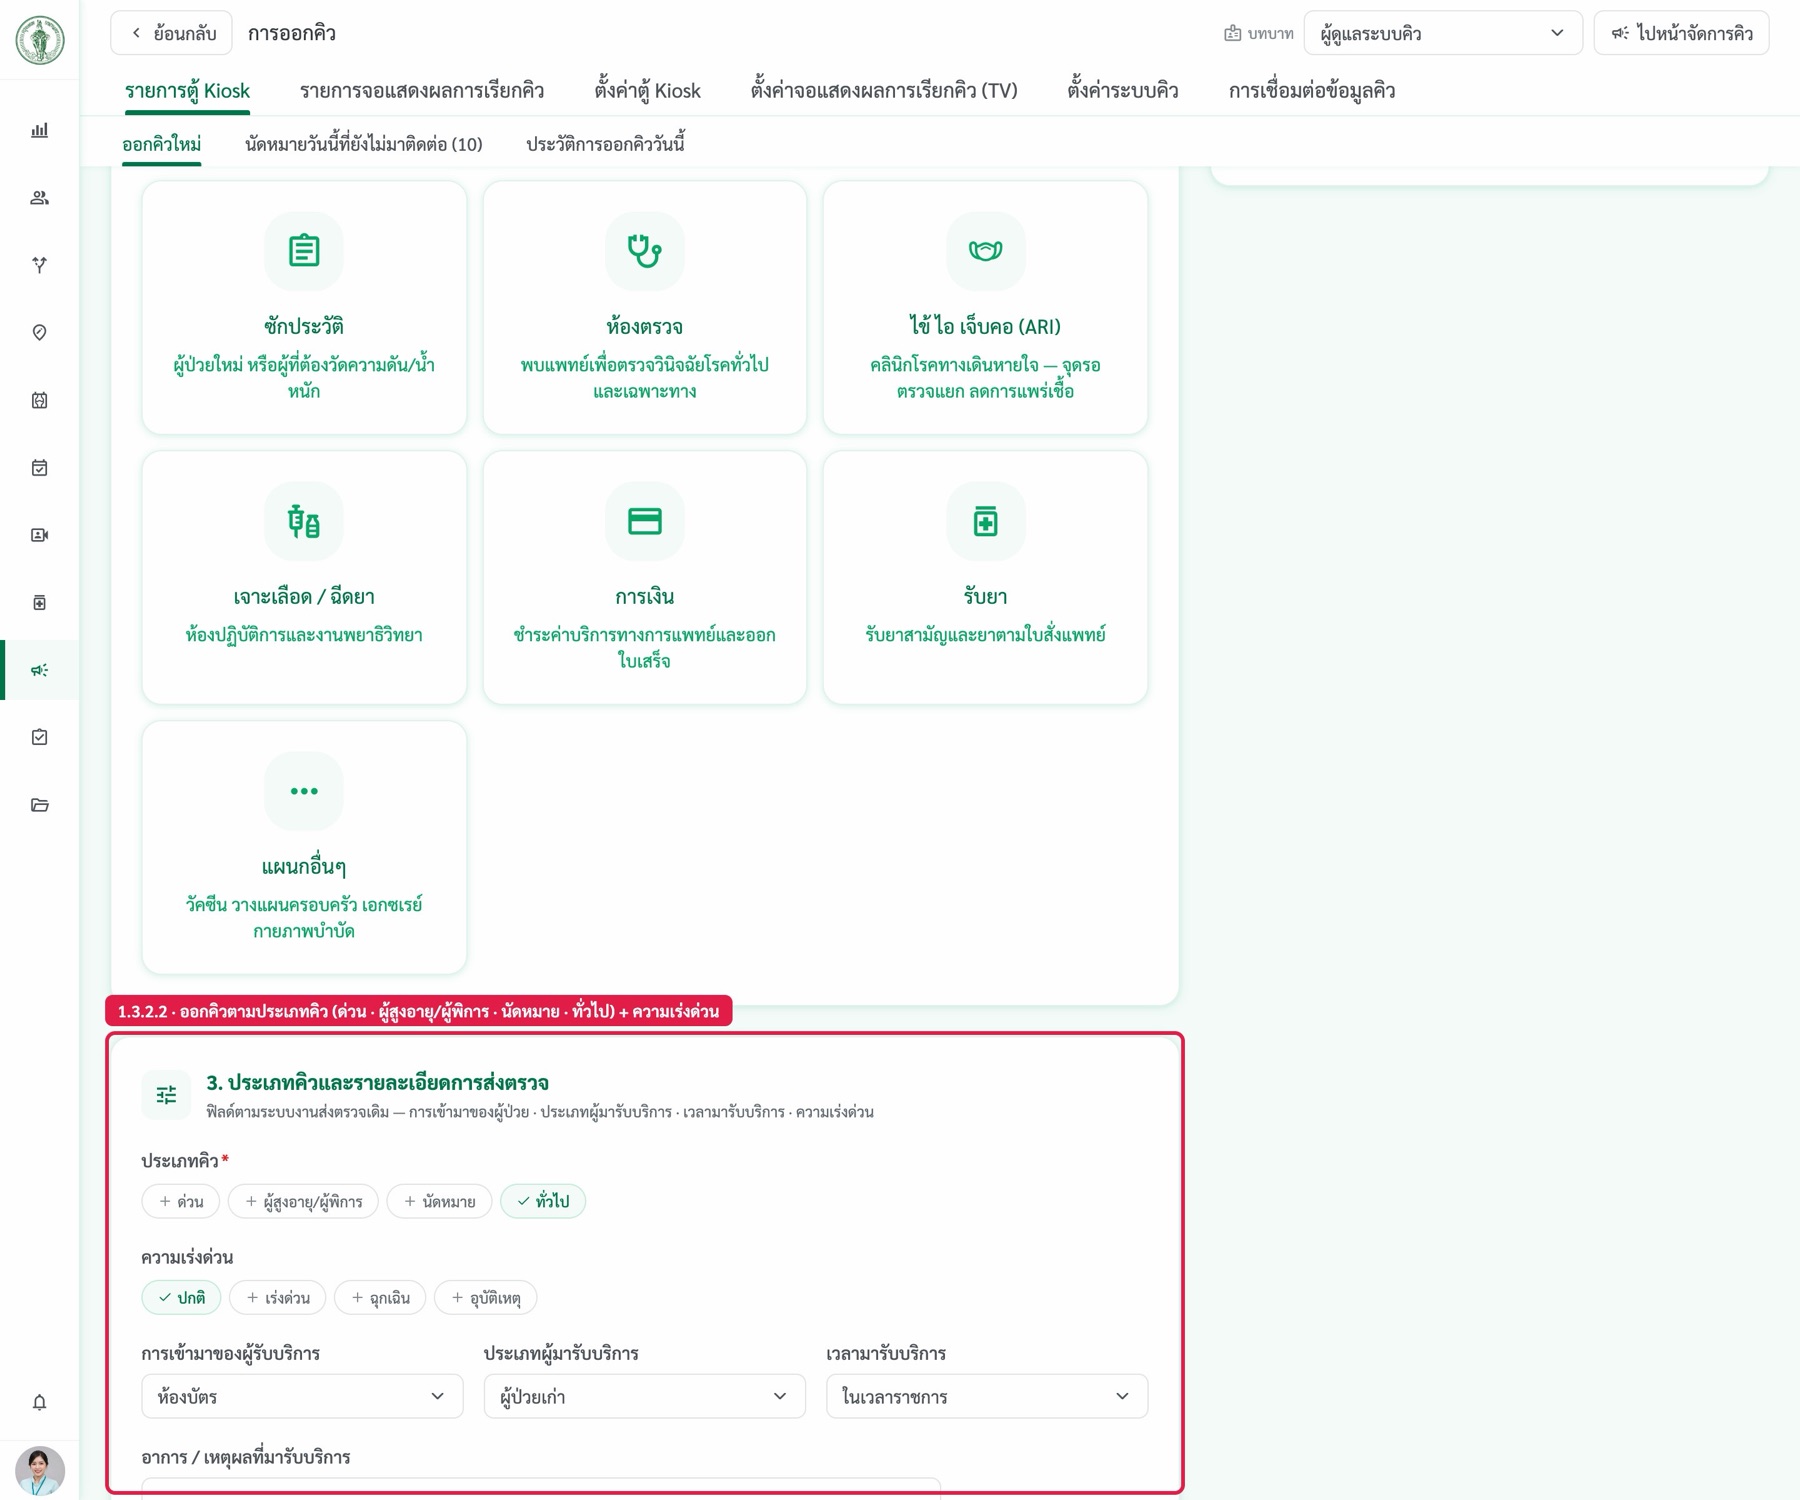 ย้อนกลับ
การออกคิว
บทบาท
ผู้ดูแลระบบคิว
ไปหน้าจัดการคิว
รายการตู้ Kiosk
รายการจอแสดงผลการเรียกคิว
ตั้งค่าตู้ Kiosk
ตั้งค่าจอแสดงผลการเรียกคิว (TV)
ตั้งค่าระบบคิว
การเชื่อมต่อข้อมูลคิว
ออกคิวใหม่
นัดหมายวันนี้ที่ยังไม่มาติดต่อ (10)
ประวัติการออกคิววันนี้
ซักประวัติ
ผู้ป่วยใหม่ หรือผู้ที่ต้องวัดความดัน/น้ำ
หนัก
ห้องตรวจ
พบแพทย์เพื่อตรวจวินิจฉัยโรคทั่วไป
และเฉพาะทาง
ไข้ ไอ เจ็บคอ (ARI)
คลินิกโรคทางเดินหายใจ — จุดรอ
ตรวจแยก ลดการแพร่เชื้อ
เจาะเลือด / ฉีดยา
ห้องปฏิบัติการและงานพยาธิวิทยา
การเงิน
ชำระค่าบริการทางการแพทย์และออก
ใบเสร็จ
รับยา
รับยาสามัญและยาตามใบสั่งแพทย์
แผนกอื่นๆ
วัคซีน วางแผนครอบครัว เอกซเรย์
กายภาพบำบัด
1.3.2.2 · ออกคิวตามประเภทคิว (ด่วน · ผู้สูงอายุ/ผู้พิการ · นัดหมาย · ทั่วไป) + ความเร่งด่วน
3. ประเภทคิวและรายละเอียดการส่งตรวจ
ฟิลด์ตามระบบงานส่งตรวจเดิม — การเข้ามาของผู้ป่วย · ประเภทผู้มารับบริการ · เวลามารับบริการ · ความเร่งด่วน
ประเภทคิว*
+ ด่วน
+ ผู้สูงอายุ/ผู้พิการ
+ นัดหมาย
✓ ทั่วไป
ความเร่งด่วน
✓ ปกติ
+ เร่งด่วน
+ ฉุกเฉิน
+ อุบัติเหตุ
การเข้ามาของผู้รับบริการ
ประเภทผู้มารับบริการ
เวลามารับบริการ
ห้องบัตร
ผู้ป่วยเก่า
ในเวลาราชการ
อาการ / เหตุผลที่มารับบริการ